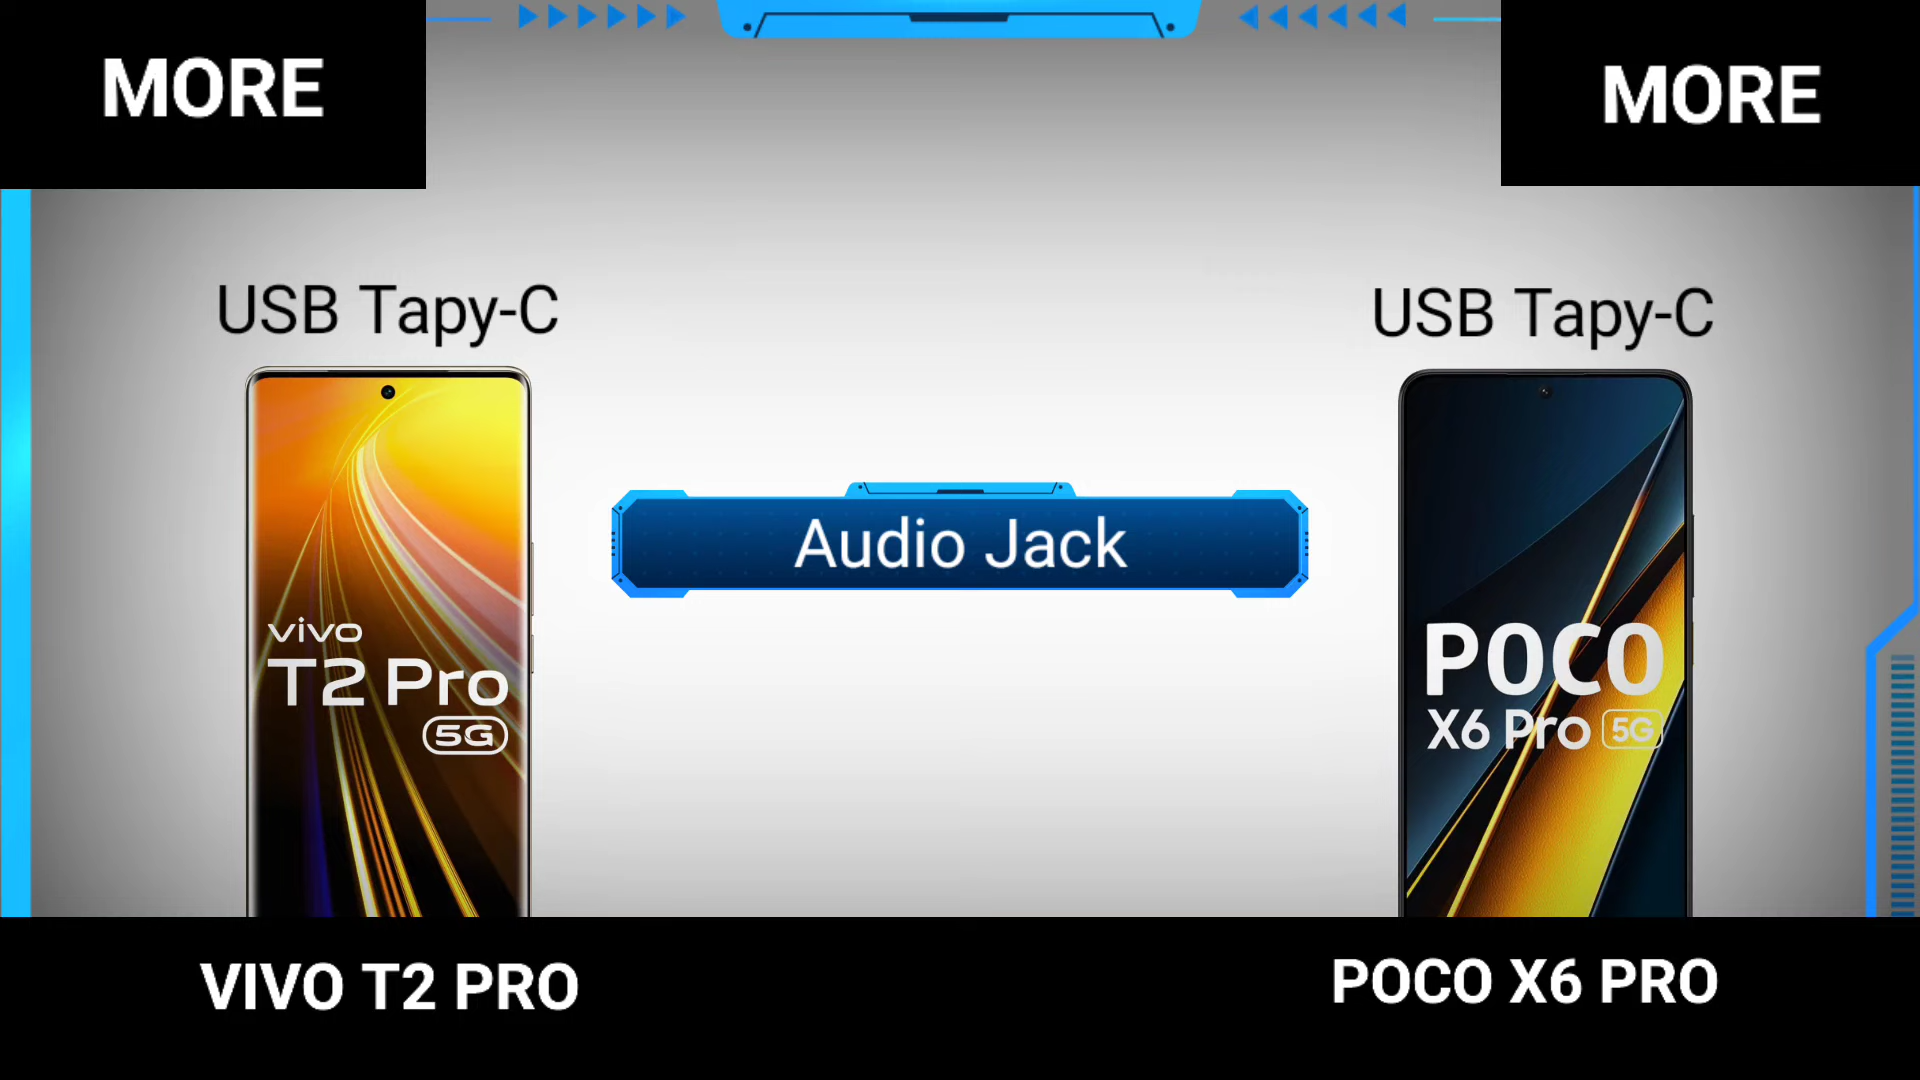 MORE
MORE
USB Tapy-C
USB Tapy-C
Audio Jack
vivo
T2 Pro
5G
POCO
X6 Pro 5G
VIVO T2 PRO
POCO X6 PRO